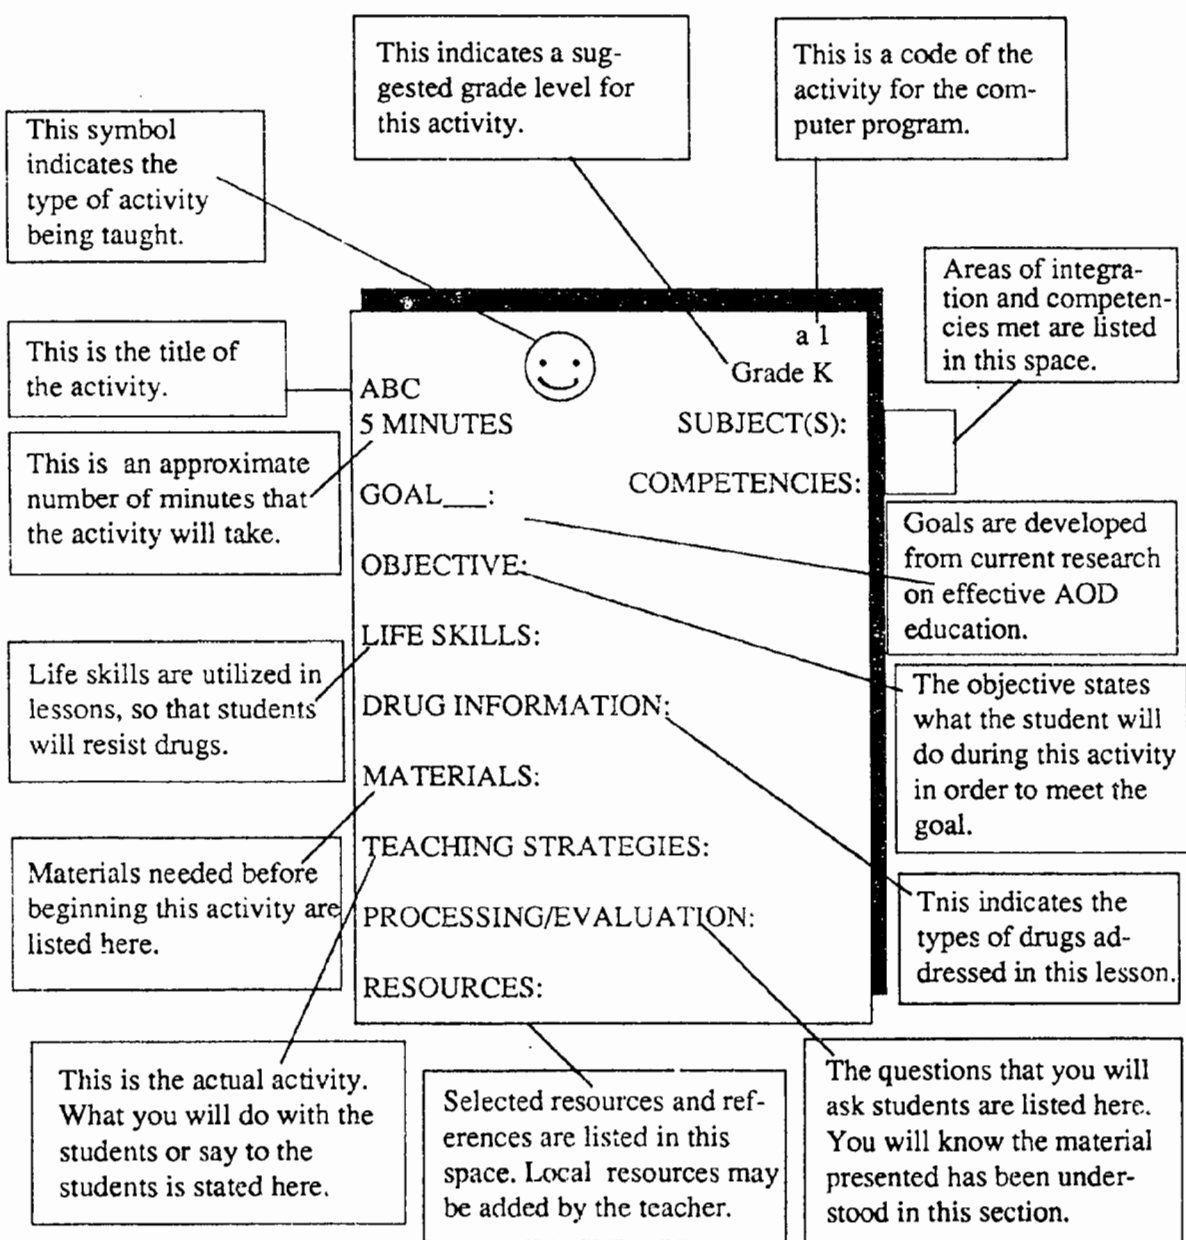 This indicates a sug-
gested grade level for
this activity.
This is a code of the
activity for the com-
puter program.
This symbol
indicates the
type of activity
being taught.
Areas of integra-
tion and competen-
cies met are listed
in this space.
This is the title of
the activity.
a 1
Grade K
ABC
5 MINUTES
SUBJECT(S):
This is an approximate
number of minutes that
the activity will take.
GOAL___:
COMPETENCIES:
Goals are developed
from current research
on effective AOD
education.
OBJECTIVE:
LIFE SKILLS:
Life skills are utilized in
lessons, so that students
will resist drugs.
The objective states
what the student will
do during this activity
in order to meet the
goal.
DRUG INFORMATION:
MATERIALS:
Materials needed before
beginning this activity are
listed here.
TEACHING STRATEGIES:
Tnis indicates the
types of drugs ad-
dressed in this lesson.
PROCESSING/EVALUATION:
RESOURCES:
This is the actual activity.
What you will do with the
students or say to the
students is stated here.
Selected resources and ref-
erences are listed in this
space. Local resources may
be added by the teacher.
The questions that you will
ask students are listed here.
You will know the material
presented has been under-
stood in this section.